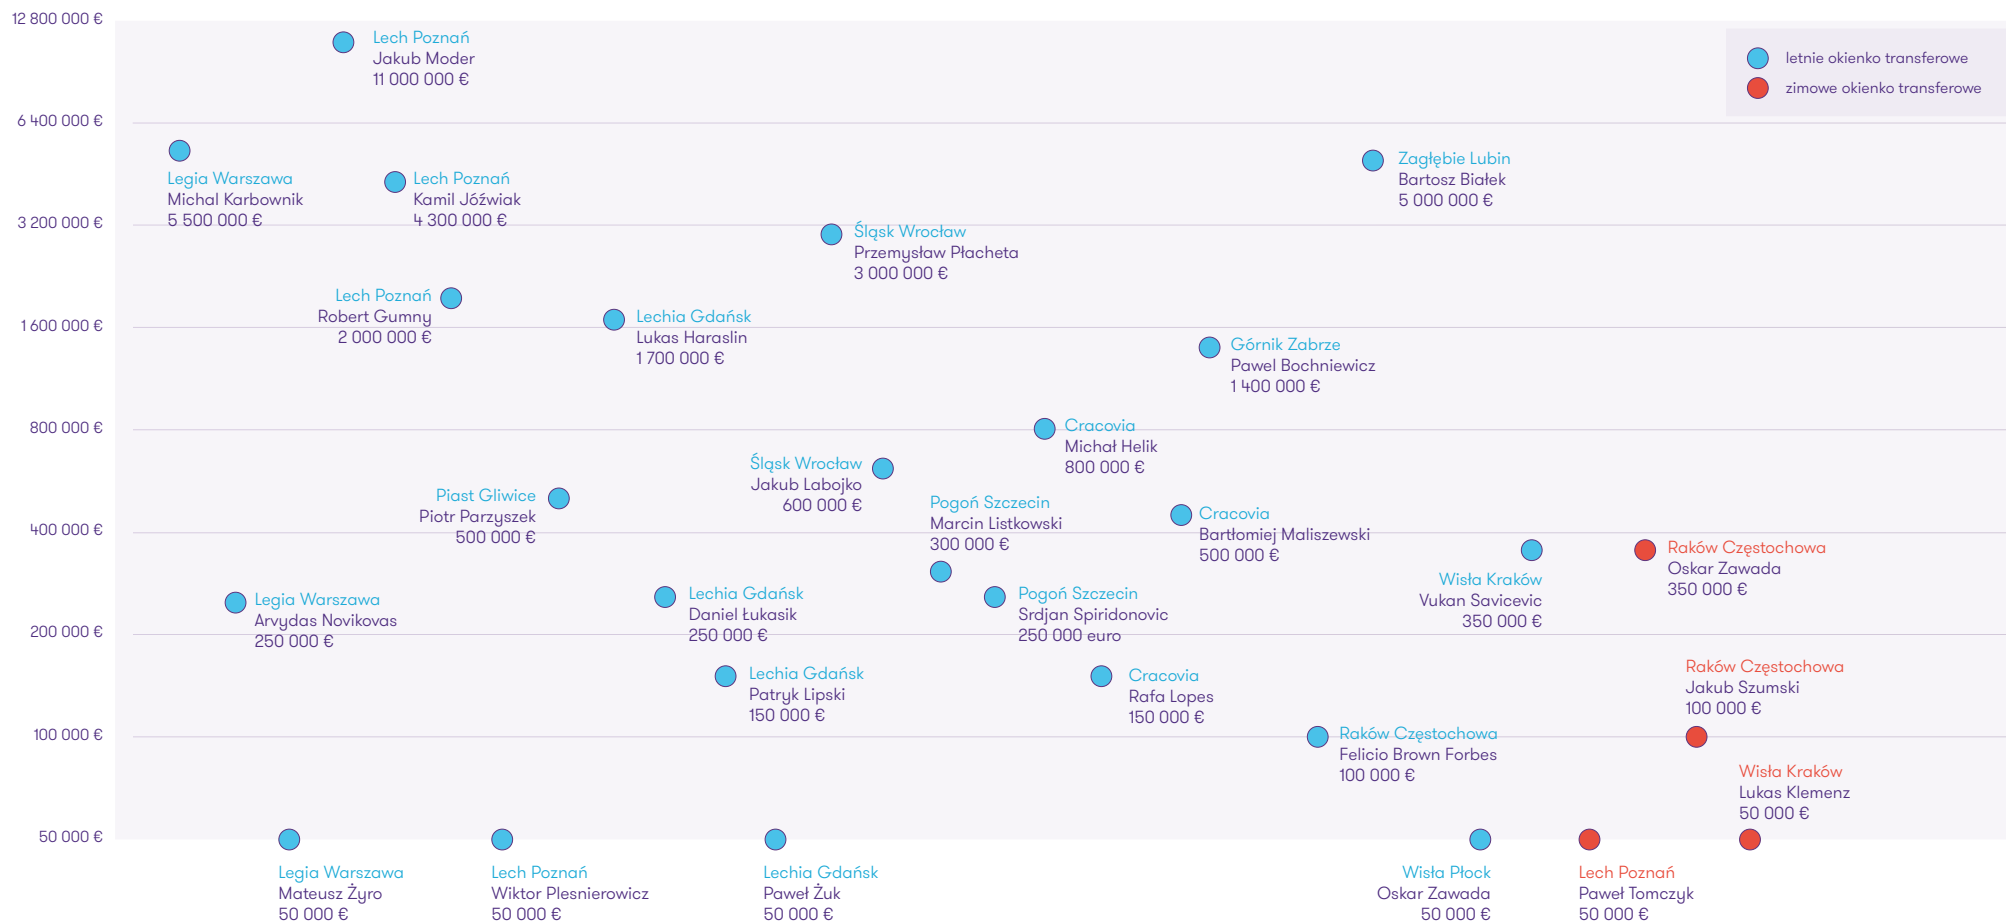 12 800 000 €
6 400 000 €
3 200 000 €
1 600 000 €
800 000 €
400 000 €
200 000 €
100 000 €
50 000 €
letnie okienko transferowe
zimowe okienko transferowe
Lech Poznań
Jakub Moder
11 000 000 €
Legia Warszawa
Michal Karbownik
5 500 000 €
Lech Poznań
Kamil Jóźwiak
4 300 000 €
Zagłębie Lubin
Bartosz Białek
5 000 000 €
Śląsk Wrocław
Przemysław Płacheta
3 000 000 €
Lech Poznań
Robert Gumny
2 000 000 €
Lechia Gdańsk
Lukas Haraslin
1 700 000 €
Górnik Zabrze
Pawel Bochniewicz
1 400 000 €
Cracovia
Michał Helik
800 000 €
Śląsk Wrocław
Jakub Labojko
600 000 €
Piast Gliwice
Piotr Parzyszek
500 000 €
Pogoń Szczecin
Marcin Listkowski
300 000 €
Cracovia
Bartłomiej Maliszewski
500 000 €
Raków Częstochowa
Oskar Zawada
350 000 €
Wisła Kraków
Vukan Savicevic
350 000 €
Legia Warszawa
Arvydas Novikovas
250 000 €
Lechia Gdańsk
Daniel Łukasik
250 000 €
Pogoń Szczecin
Srdjan Spiridonovic
250 000 euro
Lechia Gdańsk
Patryk Lipski
150 000 €
Cracovia
Rafa Lopes
150 000 €
Raków Częstochowa
Jakub Szumski
100 000 €
Raków Częstochowa
Felicio Brown Forbes
100 000 €
Wisła Kraków
Lukas Klemenz
50 000 €
Legia Warszawa
Mateusz Żyro
50 000 €
Lech Poznań
Wiktor Plesnierowicz
50 000 €
Lechia Gdańsk
Paweł Żuk
50 000 €
Wisła Płock
Oskar Zawada
50 000 €
Lech Poznań
Paweł Tomczyk
50 000 €